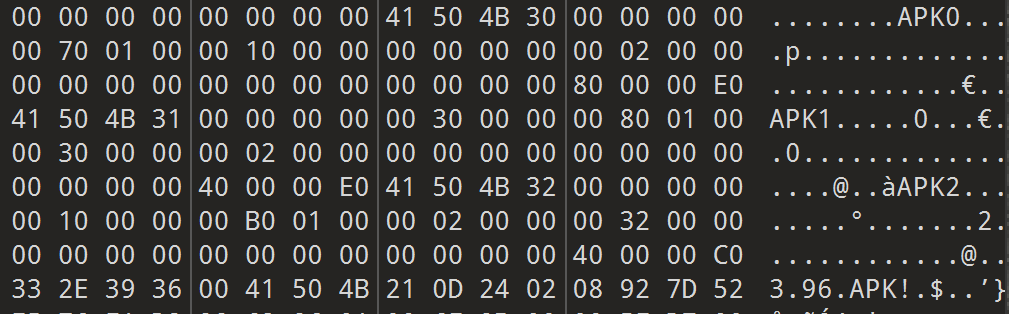 00 00 00 00 00 00 00 00 41 50 4B 30 00 00 00 00 ........APK0....
00 70 01 00 00 10 00 00 00 00 00 00 00 02 00 00 .p..............
00 00 00 00 00 00 00 00 00 00 00 00 80 00 00 E0 ............€..
41 50 4B 31 00 00 00 00 00 30 00 00 00 80 01 00 APK1.....0...€.
00 30 00 00 00 02 00 00 00 00 00 00 00 00 00 00 .0..............
00 00 00 00 40 00 00 E0 41 50 4B 32 00 00 00 00 ....@..àAPK2...
00 10 00 00 00 B0 01 00 00 02 00 00 00 32 00 00 .....°.......2.
00 00 00 00 00 00 00 00 00 00 00 00 40 00 00 C0 ............@..
33 2E 39 36 00 41 50 4B 21 0D 24 02 08 92 7D 52 3.96.APK!.$..’}